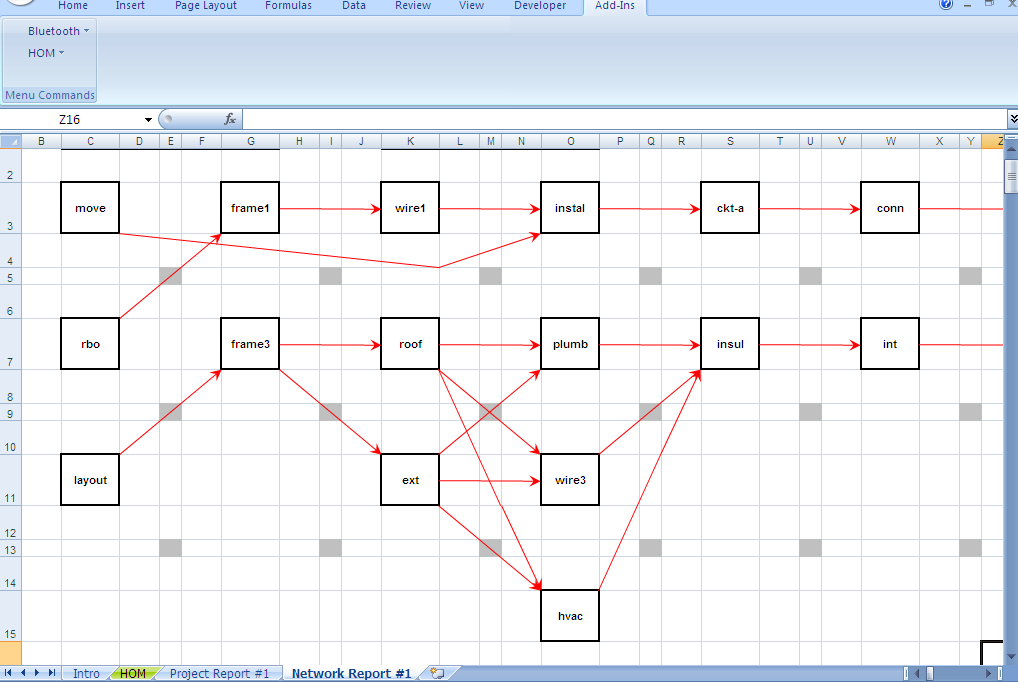 Home Insert Page Layout Formulas Data Review View Developer Add-Ins
Bluetooth
HOM
Menu Commands
Z16 fx
B C D E F G H I J K L M N O P Q R S T U V W X Y Z
2
move frame1 wire1 instal ckt-a conn
3
4
5
6
rbo frame3 roof plumb insul int
7
8
9
10
layout ext wire3
11
12
13
14
hvac
15
Intro HOM Project Report #1 Network Report #1